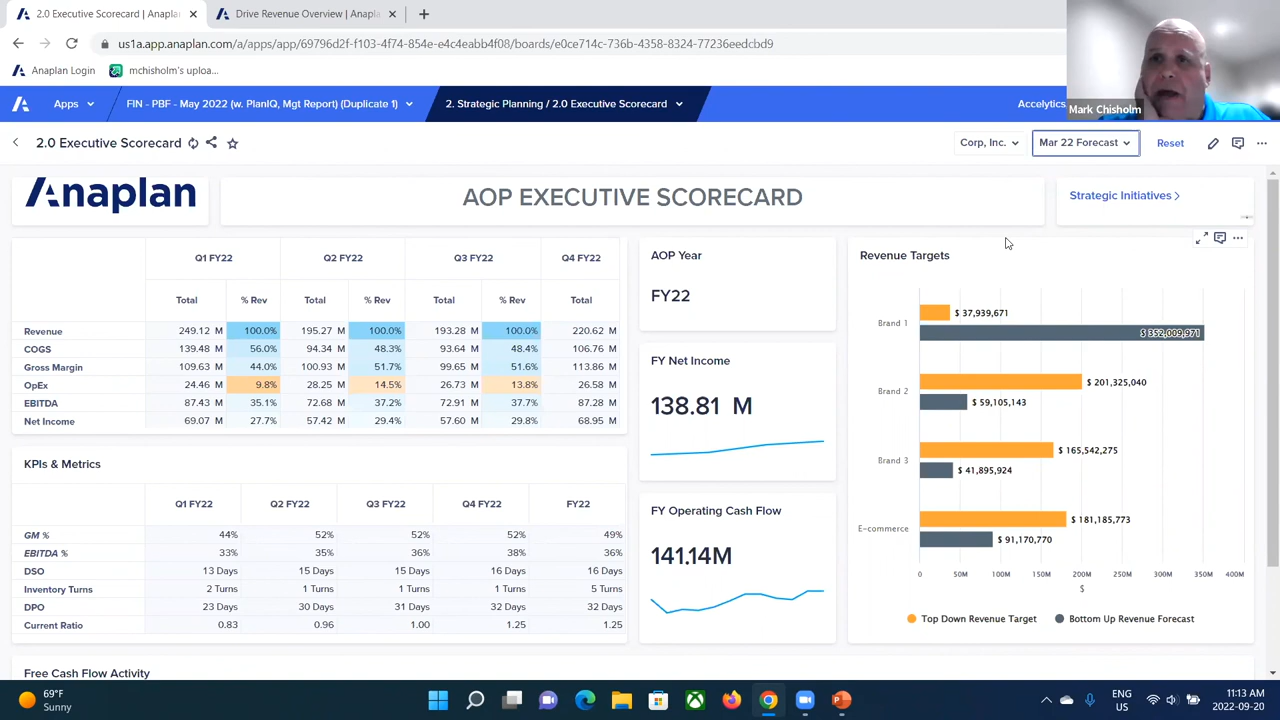 2.0 Executive Scorecard | Anaplan
Drive Revenue Overview | Anapla
us1a.app.anaplan.com/a/apps/app/69796d2f-f103-4f74-854e-e4c4eabb4f08/boards/e0ce714c-736b-4358-8324-77236eedcbd9
Anaplan Login mchisholm's uploa...
Apps FIN - PBF - May 2022 (w. PlanIQ, Mgt Report) (Duplicate 1) 2. Strategic Planning / 2.0 Executive Scorecard Accelytics
Mark Chisholm
2.0 Executive Scorecard Corp, Inc. Mar 22 Forecast Reset
Anaplan
AOP EXECUTIVE SCORECARD
Strategic Initiatives
Q1 FY22 Q2 FY22 Q3 FY22 Q4 FY22
Total % Rev Total % Rev Total % Rev Total
Revenue 249.12 M 100.0% 195.27 M 100.0% 193.28 M 100.0% 220.62 M
COGS 139.48 M 56.0% 94.34 M 48.3% 93.64 M 48.4% 106.76 M
Gross Margin 109.63 M 44.0% 100.93 M 51.7% 99.65 M 51.6% 113.86 M
OpEx 24.46 M 9.8% 28.25 M 14.5% 26.73 M 13.8% 26.58 M
EBITDA 87.43 M 35.1% 72.68 M 37.2% 72.91 M 37.7% 87.28 M
Net Income 69.07 M 27.7% 57.42 M 29.4% 57.60 M 29.8% 68.95 M
KPIs & Metrics
Q1 FY22 Q2 FY22 Q3 FY22 Q4 FY22 FY22
GM % 44% 52% 52% 52% 49%
EBITDA % 33% 35% 36% 38% 36%
DSO 13 Days 15 Days 15 Days 16 Days 16 Days
Inventory Turns 2 Turns 1 Turns 1 Turns 1 Turns 5 Turns
DPO 23 Days 30 Days 31 Days 32 Days 32 Days
Current Ratio 0.83 0.96 1.00 1.25 1.25
Free Cash Flow Activity
AOP Year
FY22
FY Net Income
138.81 M
FY Operating Cash Flow
141.14M
Revenue Targets
$ 37,939,671
Brand 1
$ 352,009,971
$ 201,325,040
Brand 2
$ 59,105,143
$ 165,542,275
Brand 3
$ 41,895,924
$ 181,185,773
E-commerce
$ 91,170,770
0 50M 100M 150M 200M 250M 300M 350M 400M
$
Top Down Revenue Target Bottom Up Revenue Forecast
69°F
Sunny
ENG
US
11:13 AM
2022-09-20